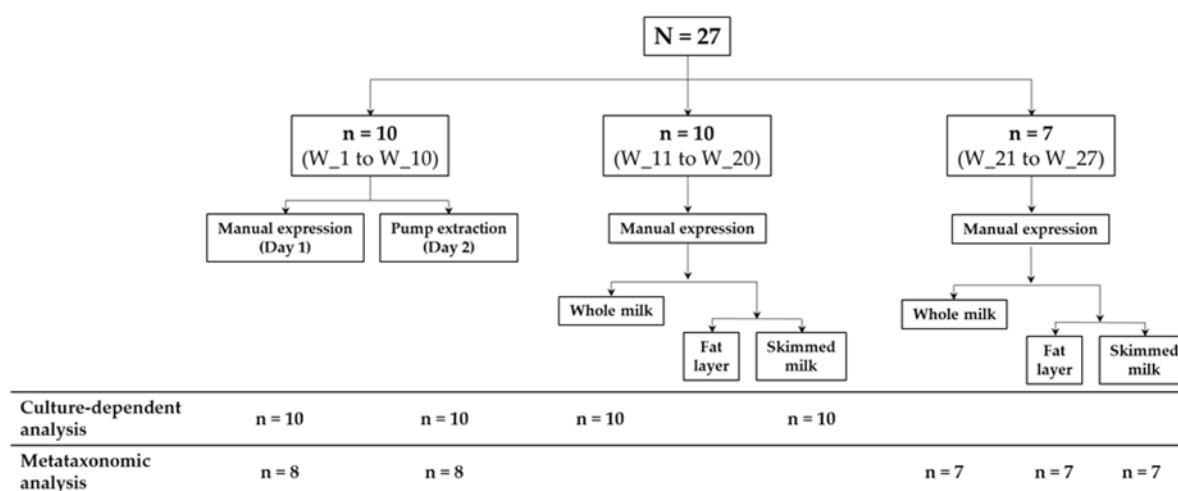 N = 27
n = 10
(W_1 to W_10)
n = 10
(W_11 to W_20)
n = 7
(W_21 to W_27)
Manual expression
(Day 1)
Pump extraction
(Day 2)
Manual expression
Manual expression
Whole milk
Whole milk
Fat
layer
Skimmed
milk
Fat
layer
Skimmed
milk
Culture-dependent
analysis
n = 10 n = 10 n = 10 n = 10
Metataxonomic
analysis
n = 8 n = 8 n = 7 n = 7 n = 7